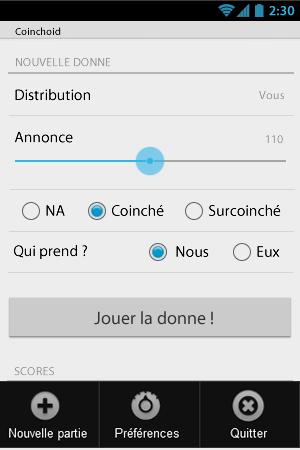 2:30
Coinchoid
NOUVELLE DONNE
Distribution Vous
Annonce 110
NA Coinché Surcoinché
Qui prend ? Nous Eux
Jouer la donne !
SCORES
Nouvelle partie Préférences Quitter